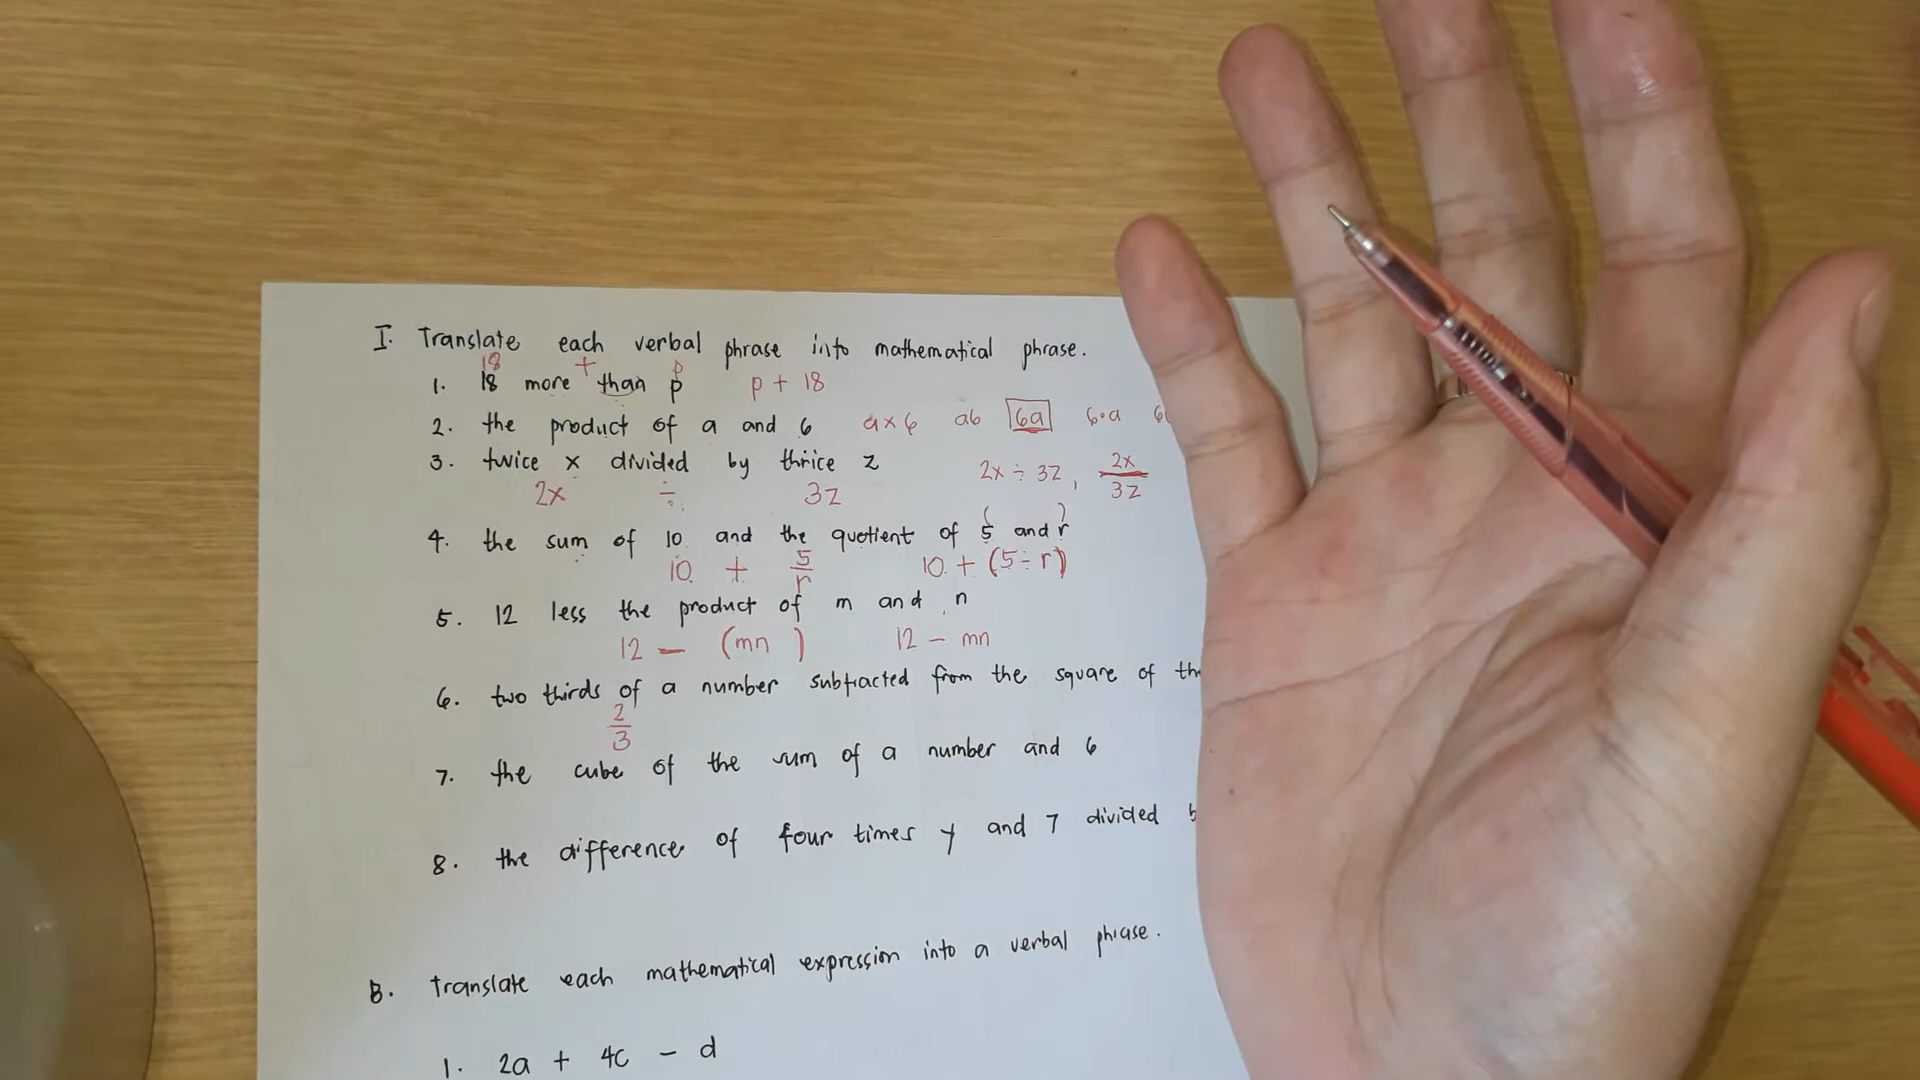 I. Translate each verbal phrase into mathematical phrase.
18 + p
1. 18 more than p p + 18
2. the product of a and 6 a×6 a6 6a 6•a
3. twice x divided by thrice z 2x ÷ 3z, 2x/3z
2x ÷ 3z
4. the sum of 10 and the quotient of 5 and r
10 + 5/r 10 + (5÷r)
5. 12 less the product of m and n
12 – (mn) 12 – mn
6. two thirds of a number subtracted from the square of
2/3
7. the cube of the sum of a number and 6
8. the difference of four times y and 7 divided
B. Translate each mathematical expression into a verbal phrase.
1. 2a + 4c – d